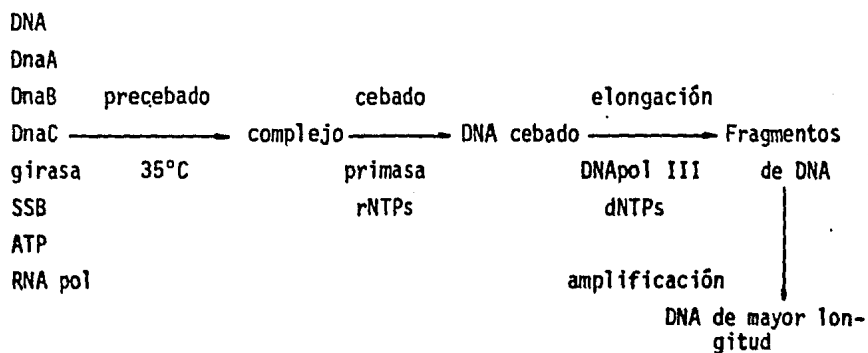 DNA
DnaA
DnaB precebado cebado elongación
DnaC complejo DNA cebado Fragmentos
girasa 35°C primasa DNApol III de DNA
SSB rNTPs dNTPs
ATP
RNA pol amplificación
DNA de mayor lon-
gitud